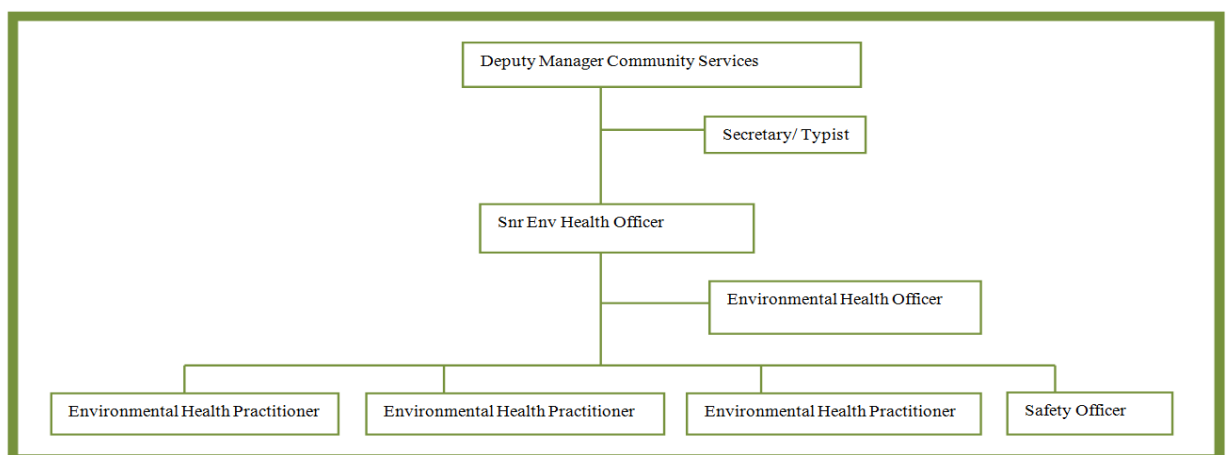 Deputy Manager Community Services
Secretary/ Typist
Snr Env Health Officer
Environmental Health Officer
Environmental Health Practitioner
Environmental Health Practitioner
Environmental Health Practitioner
Safety Officer